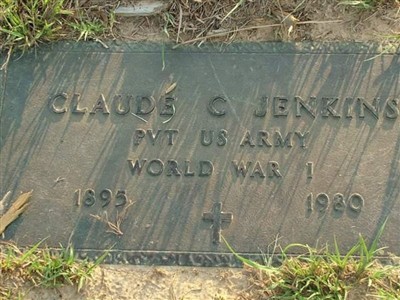 CLAUDE C JENKINS
PVT US ARMY
WORLD WAR I
1895 1980